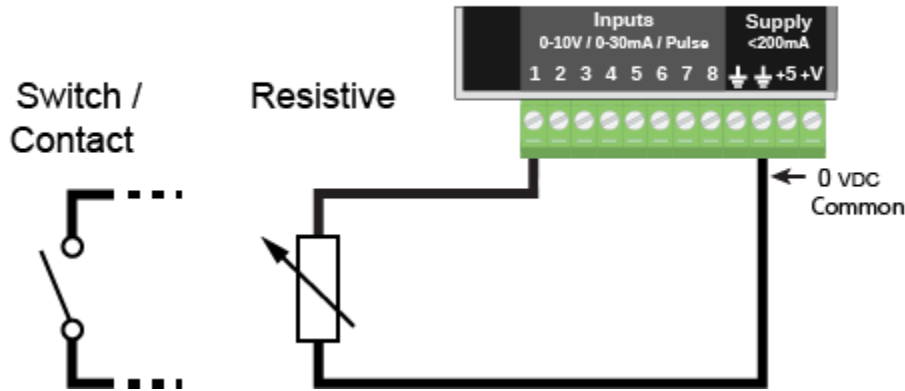 Inputs
0-10V / 0-30mA / Pulse
Supply
<200mA
1 2 3 4 5 6 7 8 +5 +V
Switch /
Contact
Resistive
0 VDC
Common